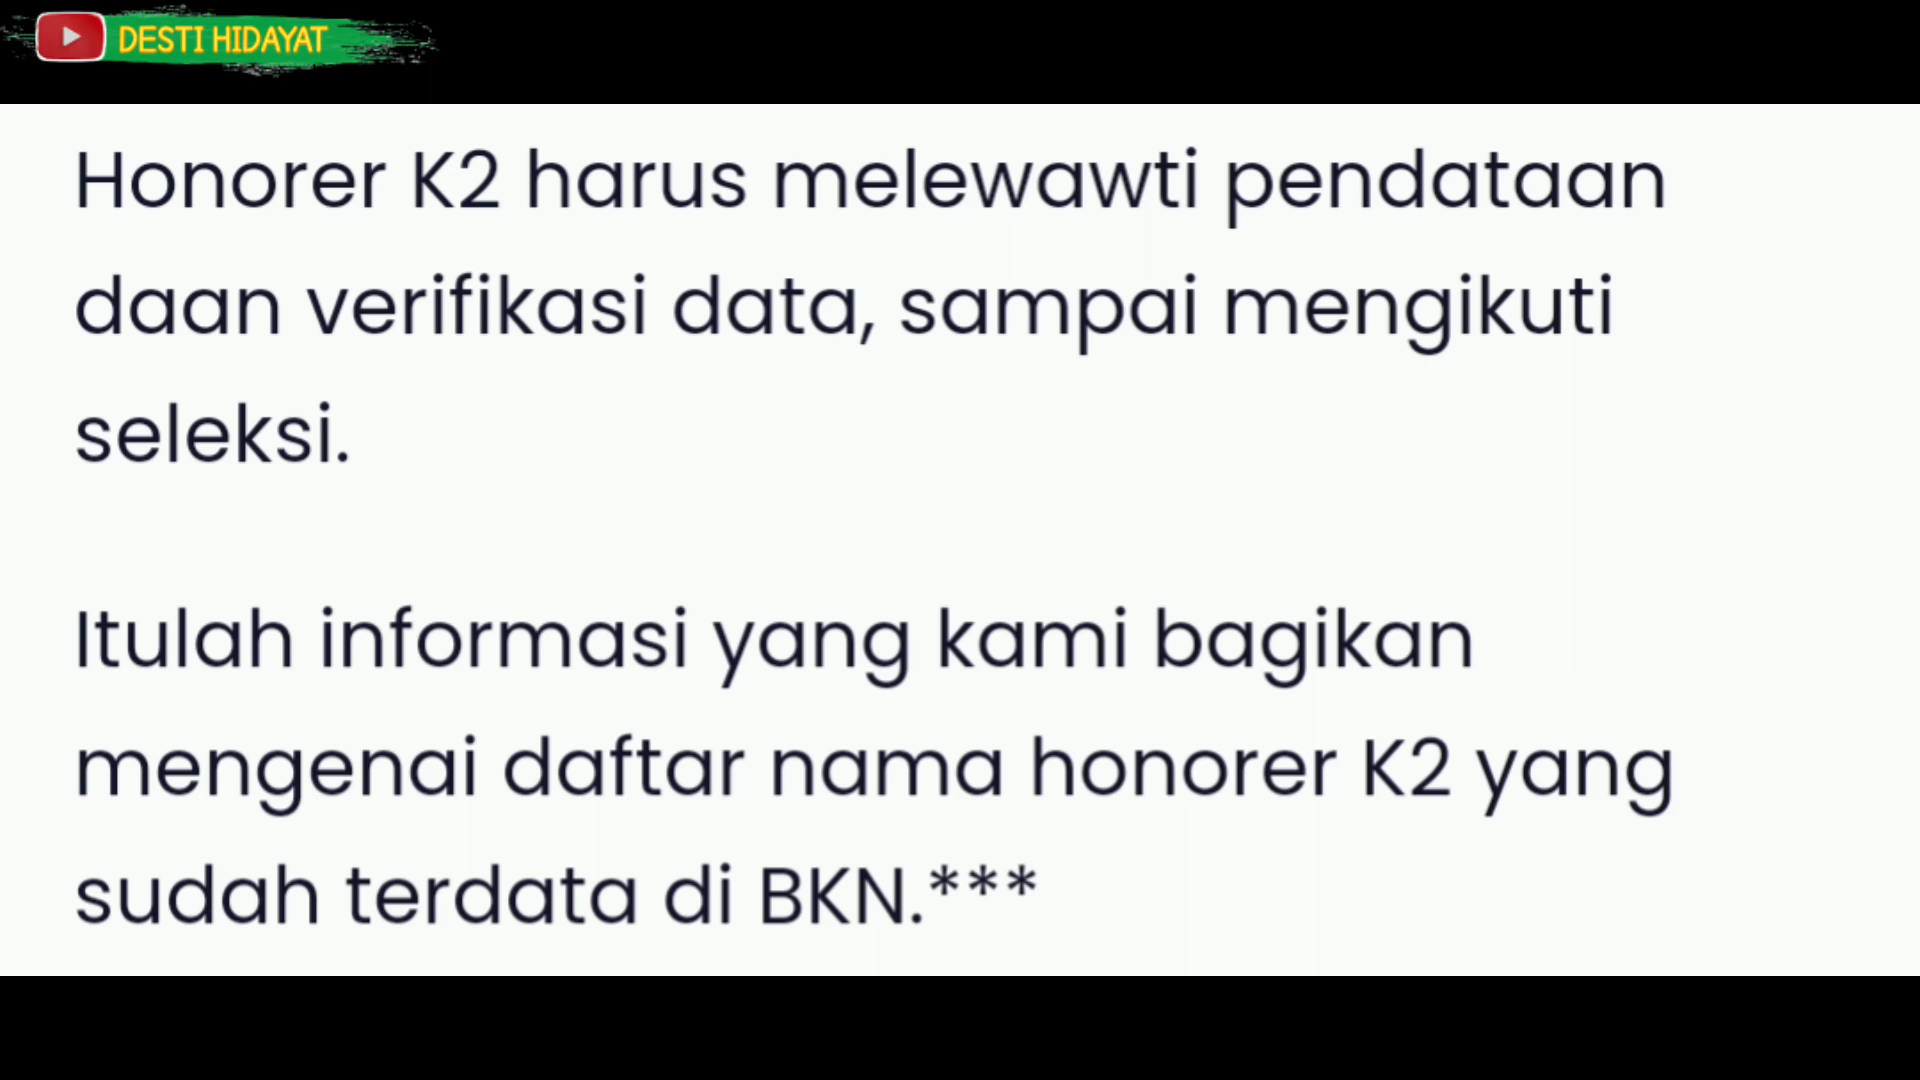 DESTI HIDAYAT
Honorer K2 harus melewawti pendataan
daan verifikasi data, sampai mengikuti
seleksi.
Itulah informasi yang kami bagikan
mengenai daftar nama honorer K2 yang
sudah terdata di BKN.***